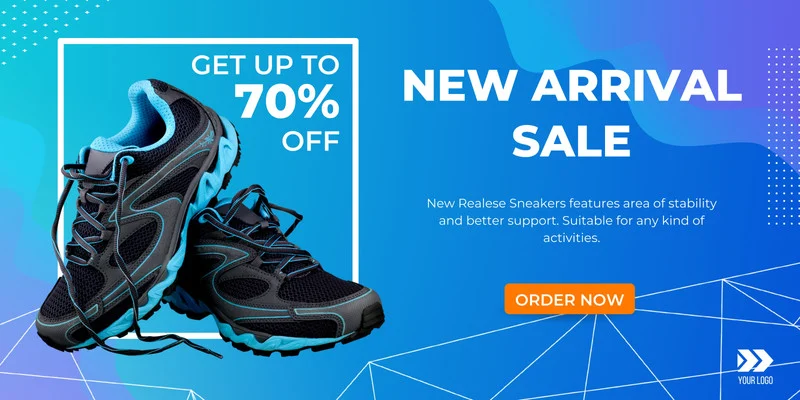 GET UP TO
70%
OFF
NEW ARRIVAL
SALE
New Realese Sneakers features area of stability
and better support. Suitable for any kind of
activities.
ORDER NOW
YOUR LOGO